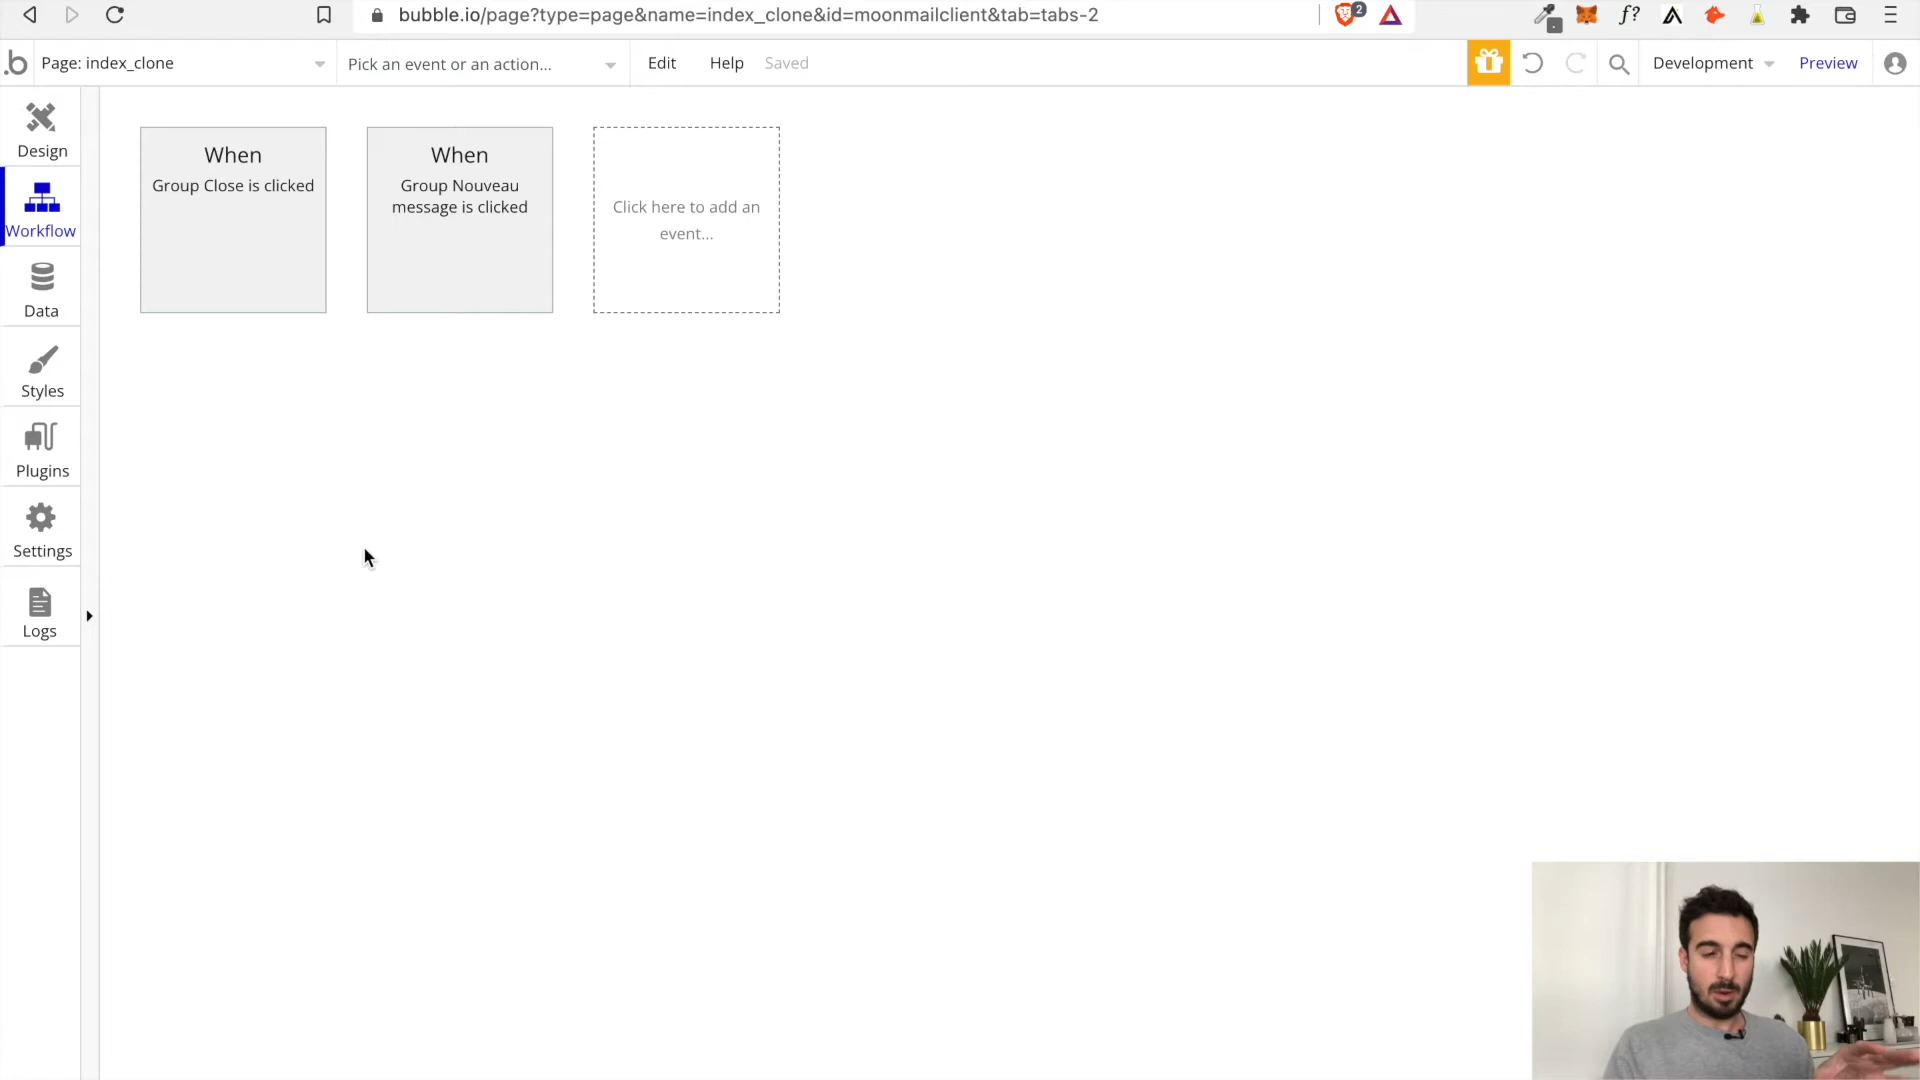 bubble.io/page?type=page&name=index_clone&id=moonmailclient&tab=tabs-2
2
f?
.b
Page: index_clone
Pick an event or an action...
Edit
Help
Saved
Development
Preview
Design
Workflow
Data
Styles
Plugins
Settings
Logs
When
Group Close is clicked
When
Group Nouveau
message is clicked
Click here to add an
event...